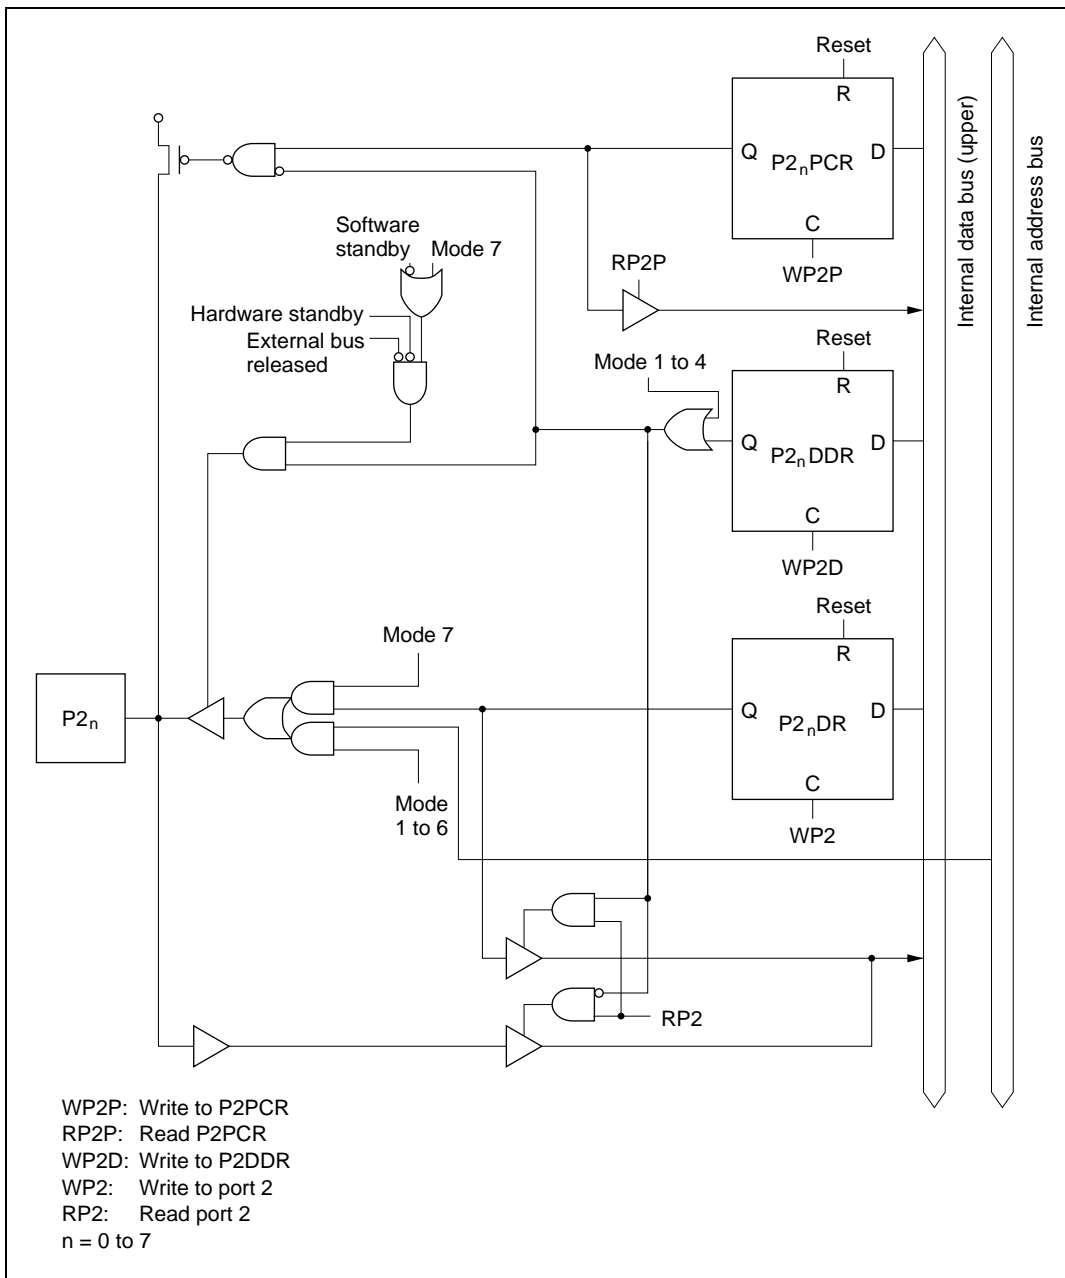 Reset
R
Q
P2nPCR
D
C
WP2P
Internal data bus (upper)
Internal address bus
Software
standby
Mode 7
RP2P
Hardware standby
External bus
released
Reset
Mode 1 to 4
R
Q
P2nDDR
D
C
WP2D
Reset
Mode 7
R
P2n
Q
P2nDR
D
C
Mode
1 to 6
WP2
RP2
WP2P: Write to P2PCR
RP2P: Read P2PCR
WP2D: Write to P2DDR
WP2: Write to port 2
RP2: Read port 2
n = 0 to 7